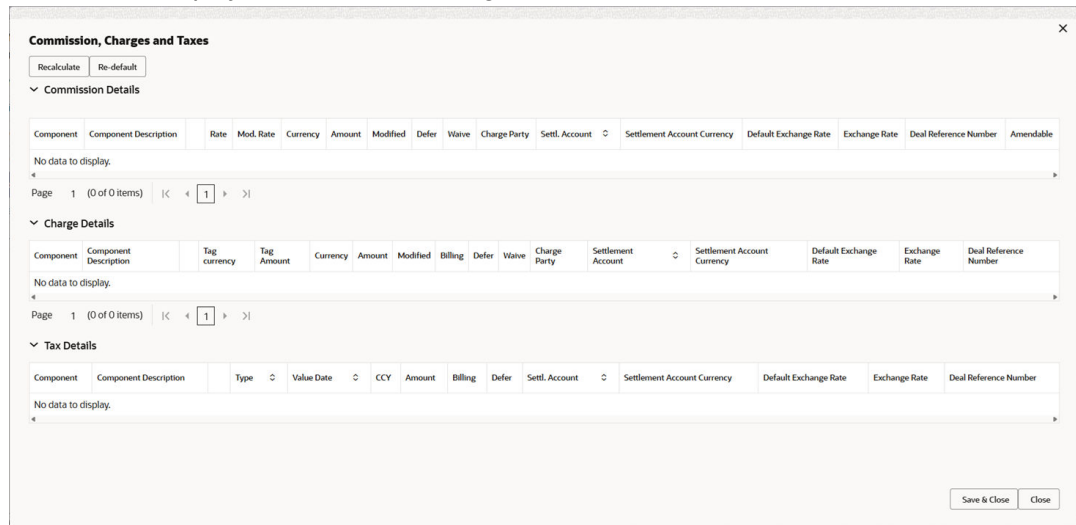 Commission, Charges and Taxes
Recalculate Re-default
Commission Details
Component Component Description Rate Mod. Rate Currency Amount Modified Defer Waive Charge Party Settl. Account Settlement Account Currency Default Exchange Rate Exchange Rate Deal Reference Number Amendable
No data to display.
Page 1 (0 of 0 items) 1
Charge Details
Component Component Description Tag currency Tag Amount Currency Amount Modified Billing Defer Waive Charge Party Settlement Account Settlement Account Currency Default Exchange Rate Exchange Rate Deal Reference Number
No data to display.
Page 1 (0 of 0 items) 1
Tax Details
Component Component Description Type Value Date CCY Amount Billing Defer Settl. Account Settlement Account Currency Default Exchange Rate Exchange Rate Deal Reference Number
No data to display.
Save & Close Close